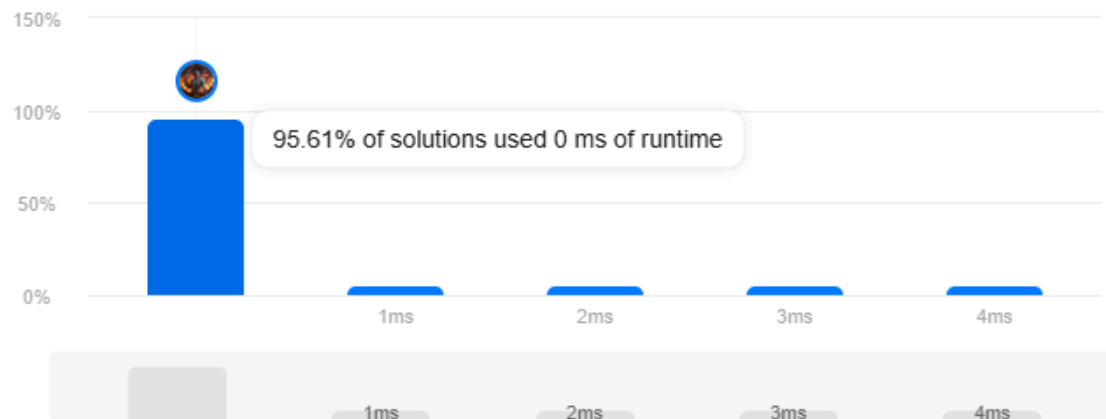 150%
100%
95.61% of solutions used 0 ms of runtime
50%
0%
1ms 2ms 3ms 4ms
1ms 2ms 3ms 4ms